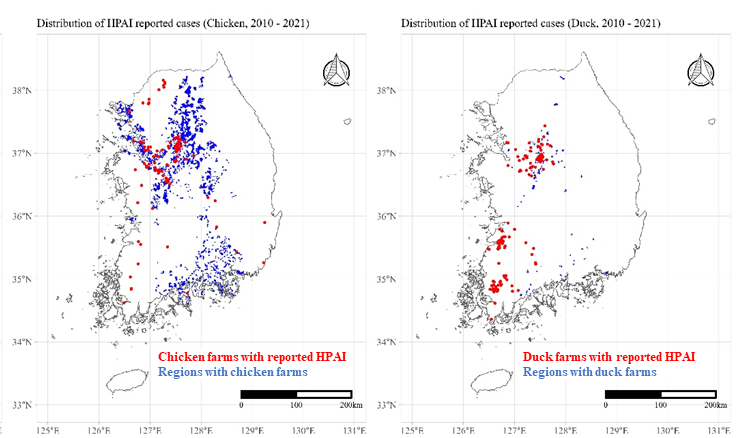 Distribution of HPAI reported cases (Chicken, 2010 - 2021)
38°N
37°N
36°N
35°N
34°N
33°N
Chicken farms with reported HPAI
Regions with chicken farms
0 100 200km
125°E 126°E 127°E 128°E 129°E 130°E 131°E
Distribution of HPAI reported cases (Duck, 2010 - 2021)
38°N
37°N
36°N
35°N
34°N
33°N
Duck farms with reported HPAI
Regions with duck farms
0 100 200km
125°E 126°E 127°E 128°E 129°E 130°E 131°E